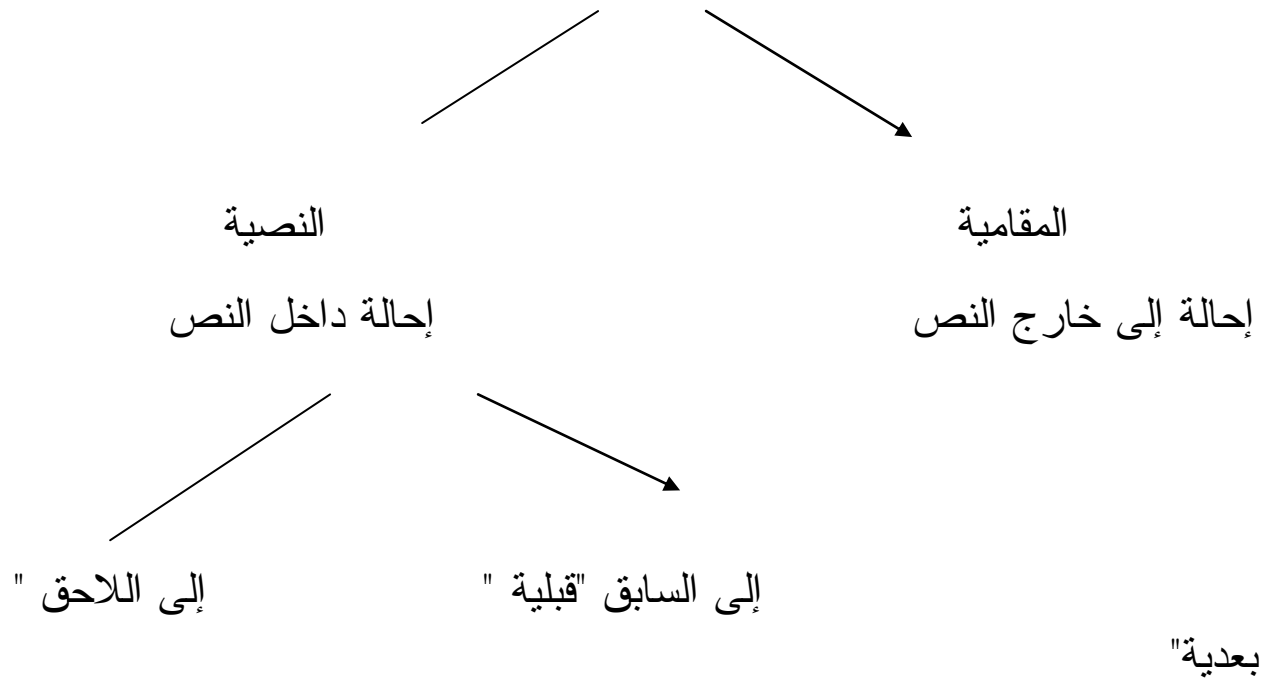 المقامية النصية
إحالة إلى خارج النص إحالة داخل النص
إلى السابق "قبلية " إلى اللاحق "
بعدية"